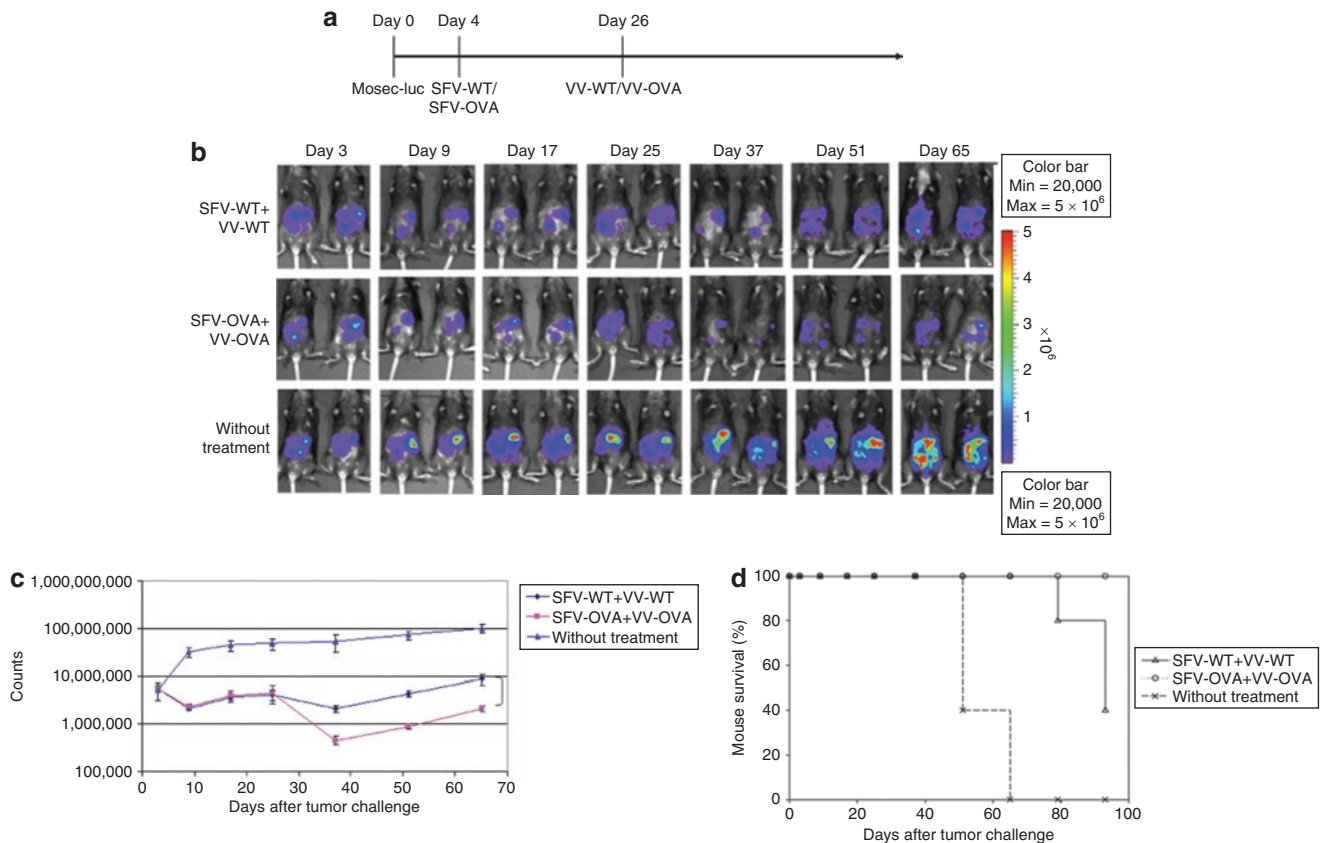 a
Day 0 Day 4 Day 26
Mosec-luc SFV-WT/ VV-WT/VV-OVA
SFV-OVA
b
Day 3 Day 9 Day 17 Day 25 Day 37 Day 51 Day 65
SFV-WT+
VV-WT
SFV-OVA+
VV-OVA
Without
treatment
Color bar
Min = 20,000
Max = 5 × 10⁶
5
4
3
2
1
×10⁶
Color bar
Min = 20,000
Max = 5 × 10⁶
c
1,000,000,000
100,000,000
10,000,000
1,000,000
100,000
Counts
0 10 20 30 40 50 60 70
Days after tumor challenge
SFV-WT+VV-WT
SFV-OVA+VV-OVA
Without treatment
d
100
80
60
40
20
0
Mouse survival (%)
0 20 40 60 80 100
Days after tumor challenge
SFV-WT+VV-WT
SFV-OVA+VV-OVA
Without treatment